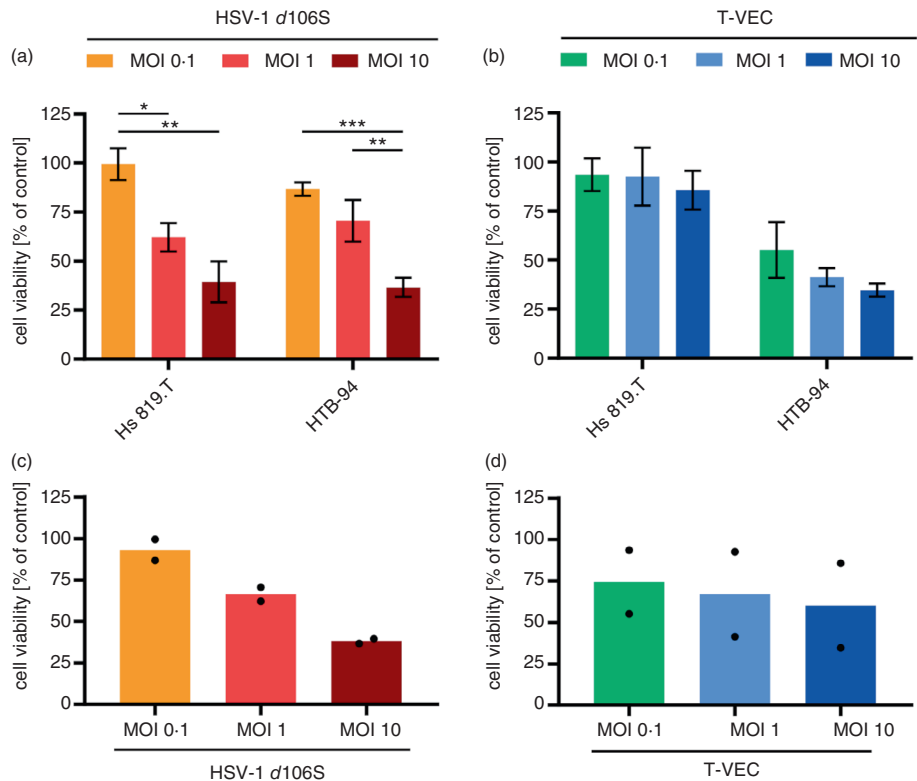 HSV-1 d106S
(a)
MOI 0·1 MOI 1 MOI 10
cell viability [% of control]
125
100
75
50
25
0
*
**
***
**
Hs 819.T
HTB-94
T-VEC
(b)
MOI 0·1 MOI 1 MOI 10
cell viability [% of control]
125
100
75
50
25
0
Hs 819.T
HTB-94
(c)
cell viability [% of control]
125
100
75
50
25
0
MOI 0·1 MOI 1 MOI 10
HSV-1 d106S
(d)
cell viability [% of control]
125
100
75
50
25
0
MOI 0·1 MOI 1 MOI 10
T-VEC